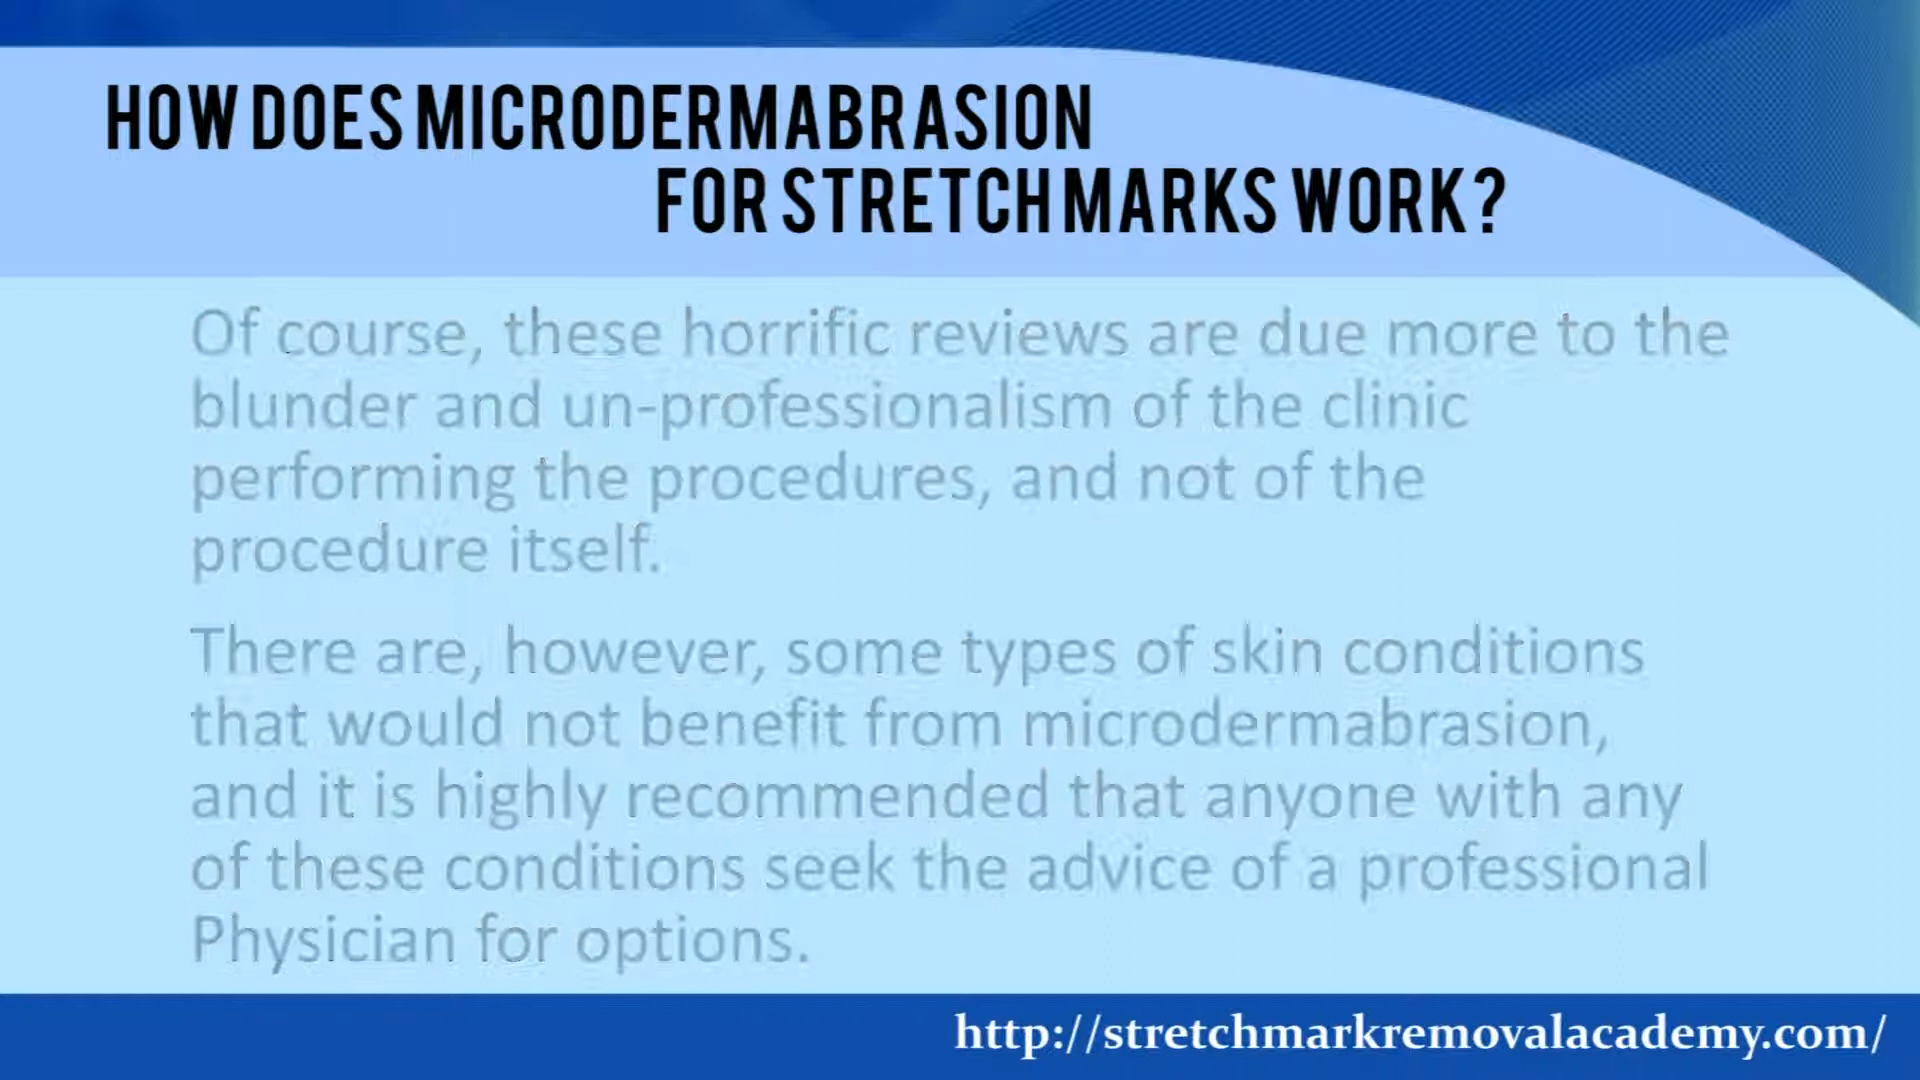 HOW DOES MICRODERMABRASION
FOR STRETCH MARKS WORK?
Of course, these horrific reviews are due more to the
blunder and un-professionalism of the clinic
performing the procedures, and not of the
procedure itself.
There are, however, some types of skin conditions
that would not benefit from microdermabrasion,
and it is highly recommended that anyone with any
of these conditions seek the advice of a professional
Physician for options.
http://stretchmarkremovalacademy.com/